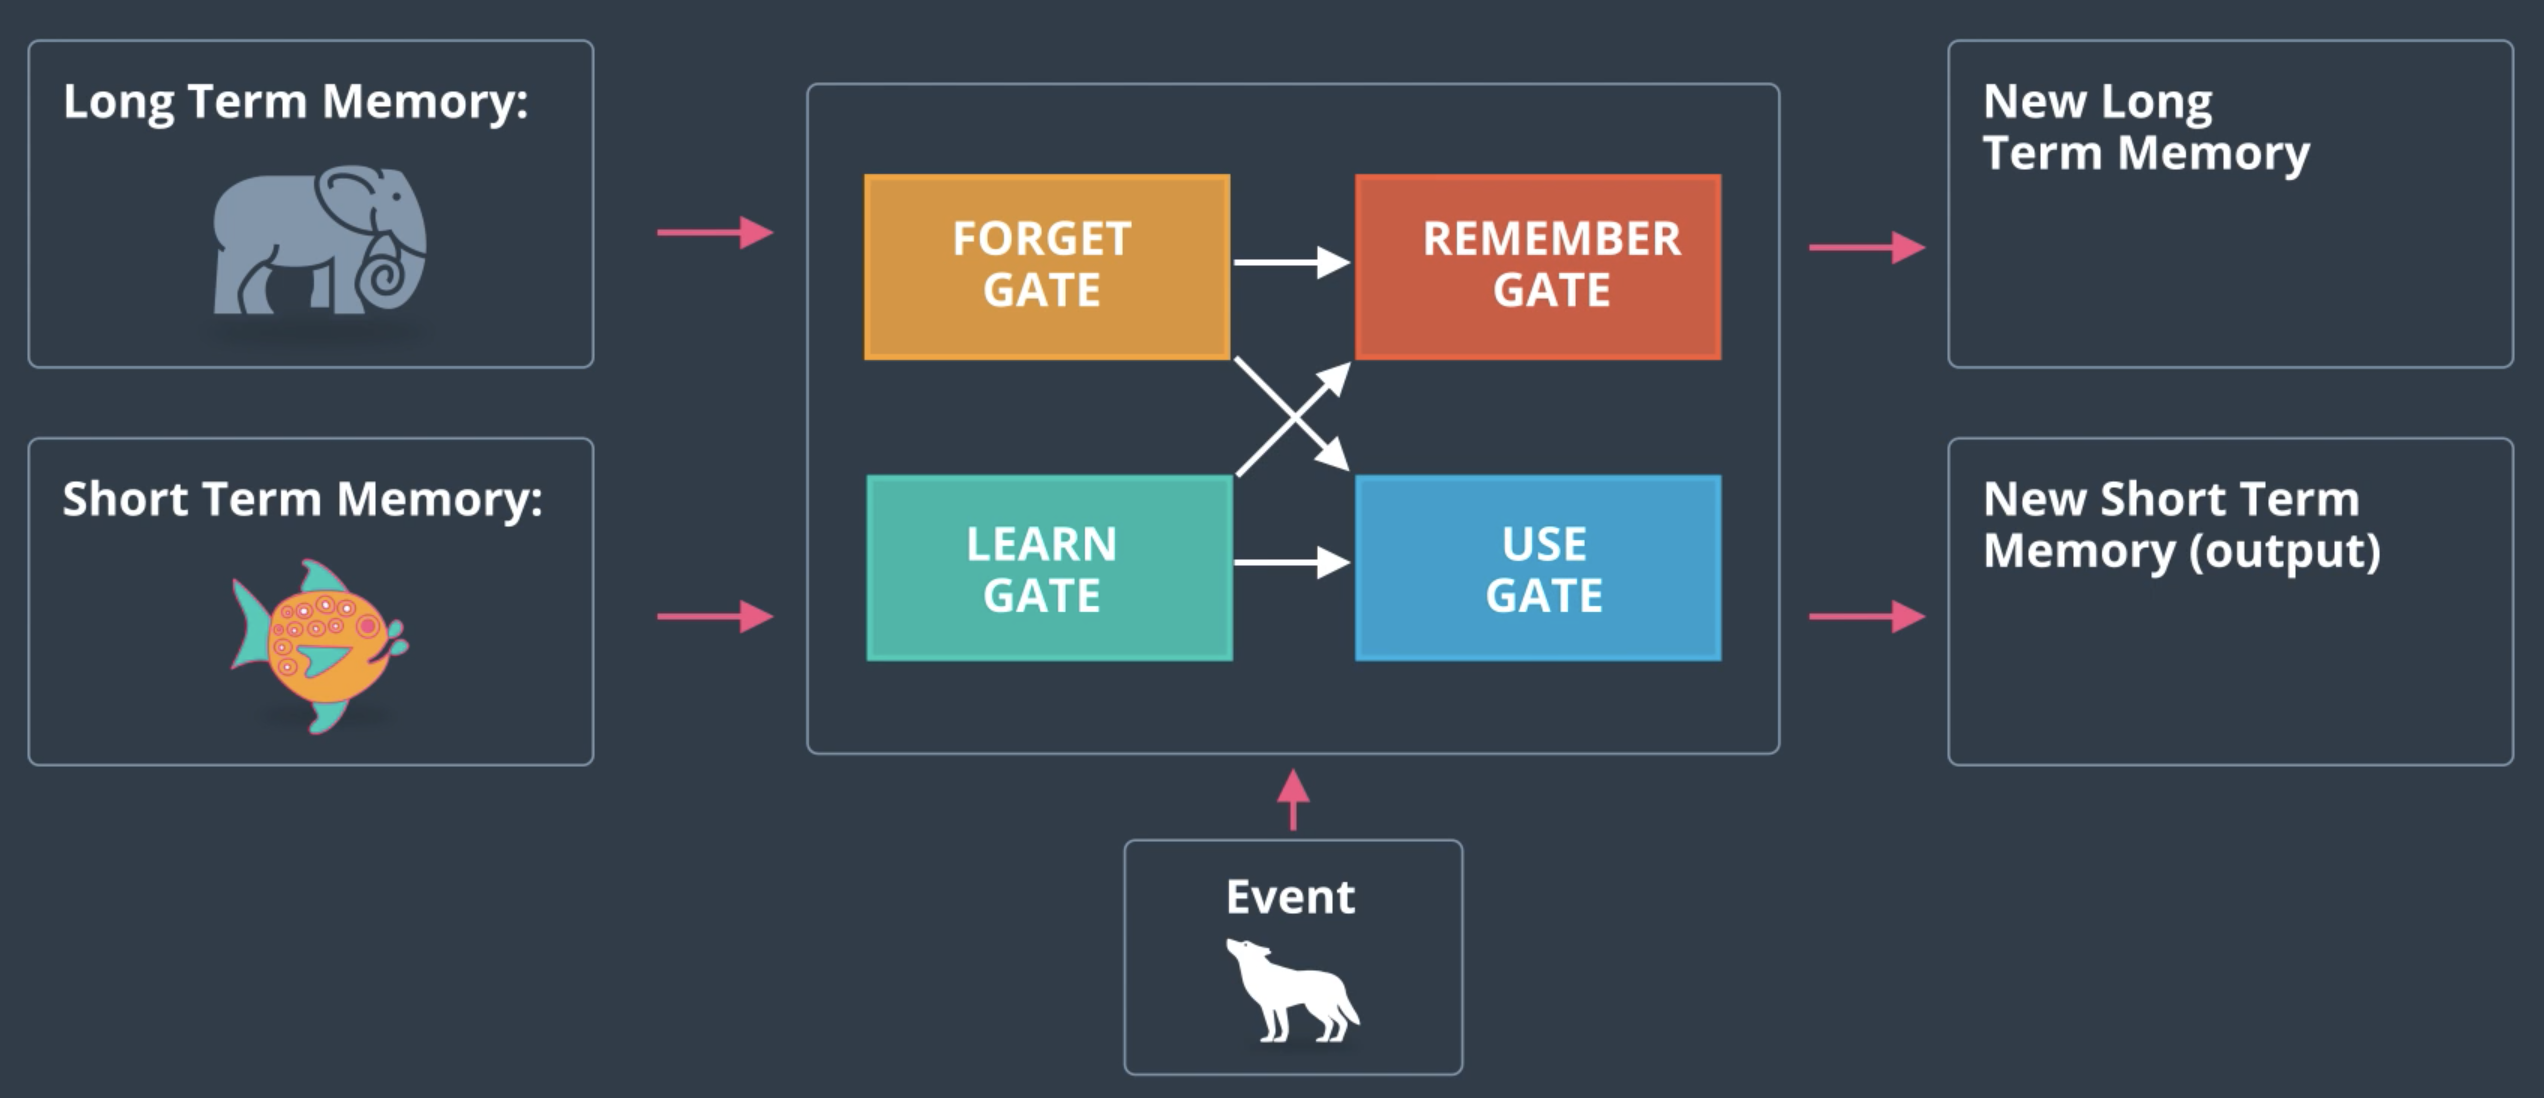 Long Term Memory:
Short Term Memory:
FORGET
GATE
REMEMBER
GATE
LEARN
GATE
USE
GATE
Event
New Long
Term Memory
New Short Term
Memory (output)